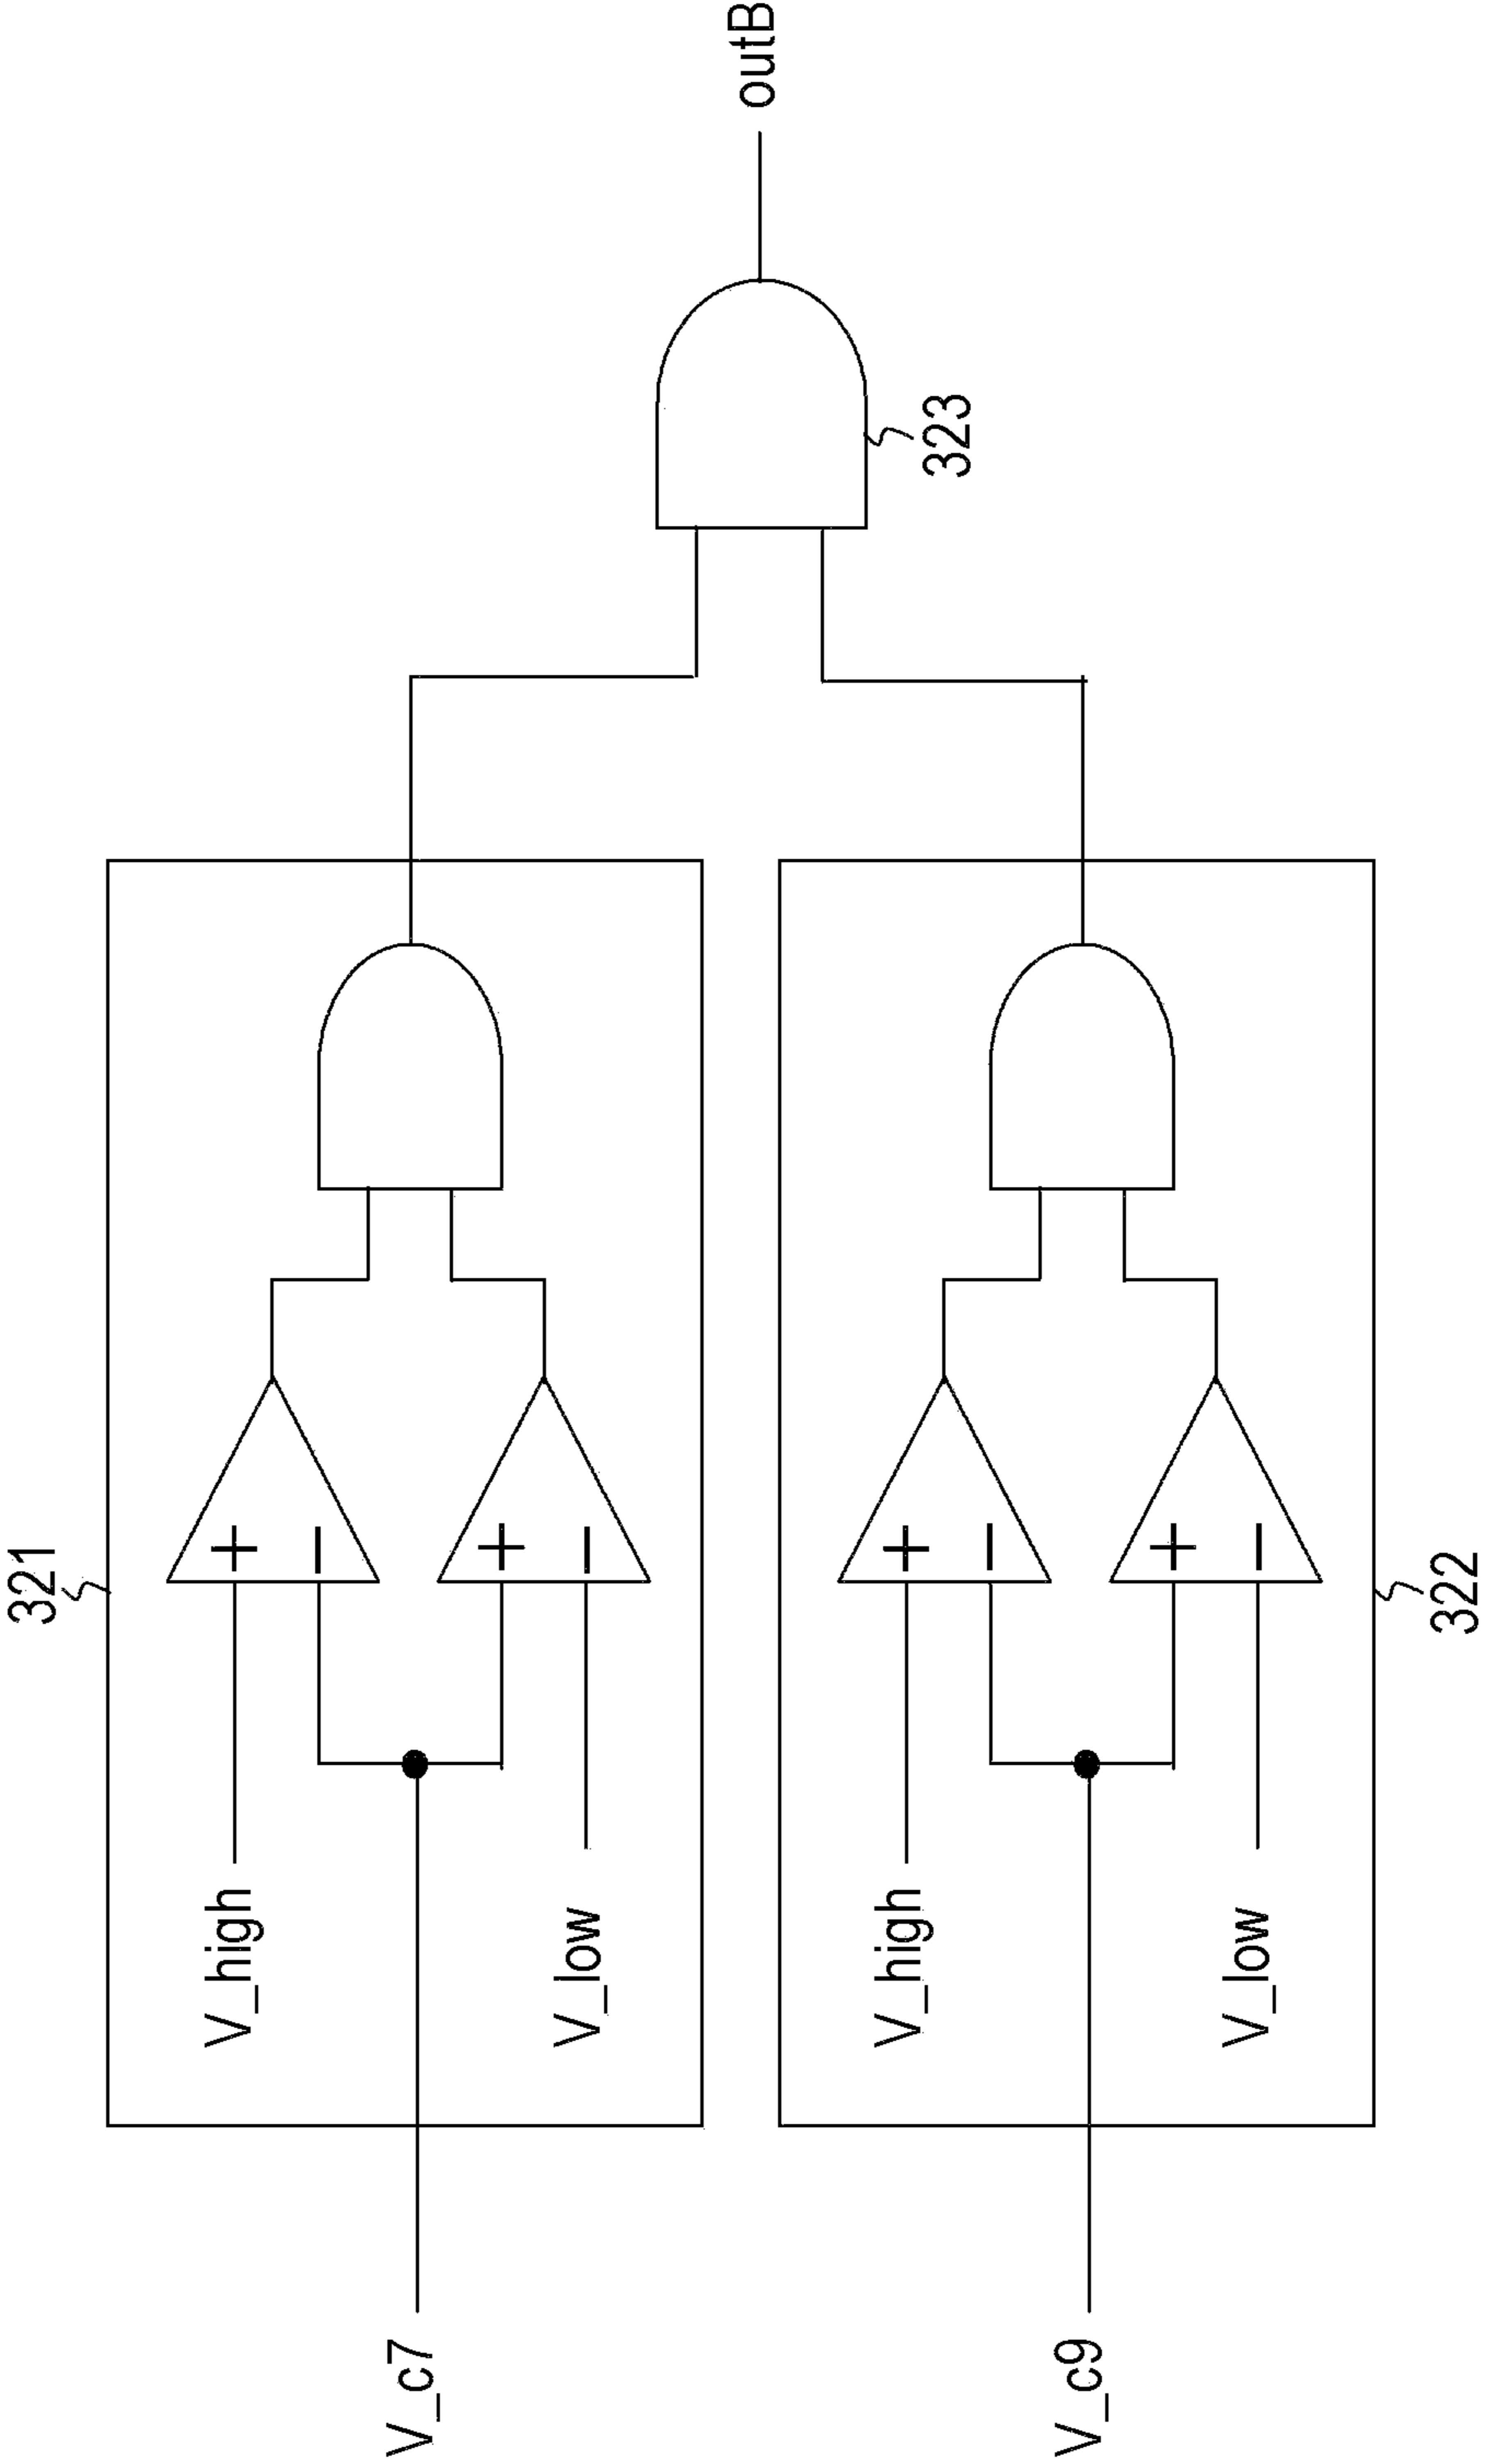 321
V_high
+
−
V_c7
+
−
V_low
V_high
+
−
V_c9
+
−
V_low
322
323
outB